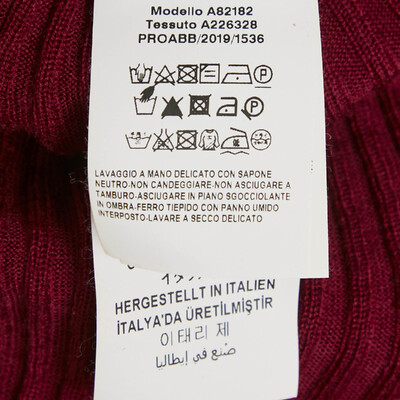 Modello A82182
Tessuto A226328
PROABB/2019/1536
LAVAGGIO A MANO DELICATO CON SAPONE
NEUTRO-NON CANDEGGIARE-NON ASCIUGARE A
TAMBURO-ASCIUGARE IN PIANO SGOCCIOLANTE
IN OMBRA-FERRO TIEPIDO CON PANNO UMIDO
INTERPOSTO-LAVARE A SECCO DELICATO
HERGESTELLT IN ITALIEN
İTALYA'DA ÜRETİLMİŞTİR
이태리 제
صنع في إيطاليا